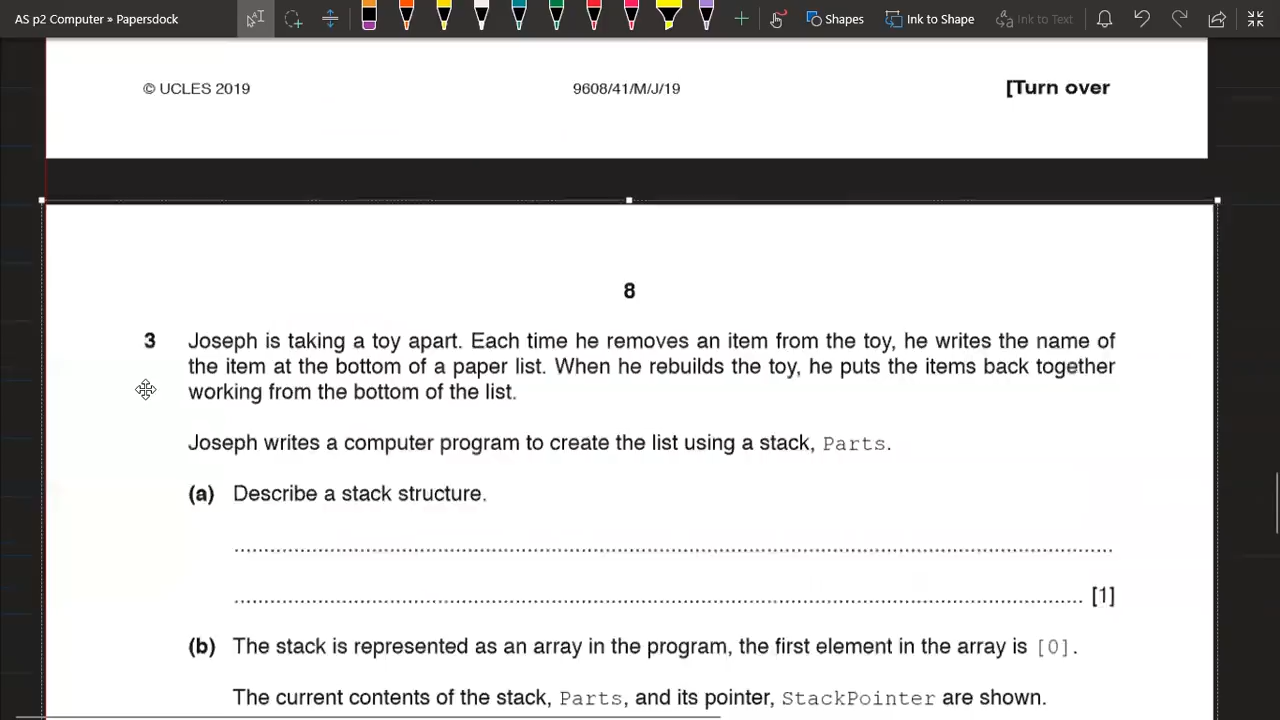 AS p2 Computer » Papersdock
Shapes
Ink to Shape
Ink to Text
© UCLES 2019
9608/41/M/J/19
[Turn over
8
3 Joseph is taking a toy apart. Each time he removes an item from the toy, he writes the name of
the item at the bottom of a paper list. When he rebuilds the toy, he puts the items back together
working from the bottom of the list.
Joseph writes a computer program to create the list using a stack, Parts.
(a) Describe a stack structure.
................................................................................................................................
........................................................................................................................... [1]
(b) The stack is represented as an array in the program, the first element in the array is [0].
The current contents of the stack, Parts, and its pointer, StackPointer are shown.